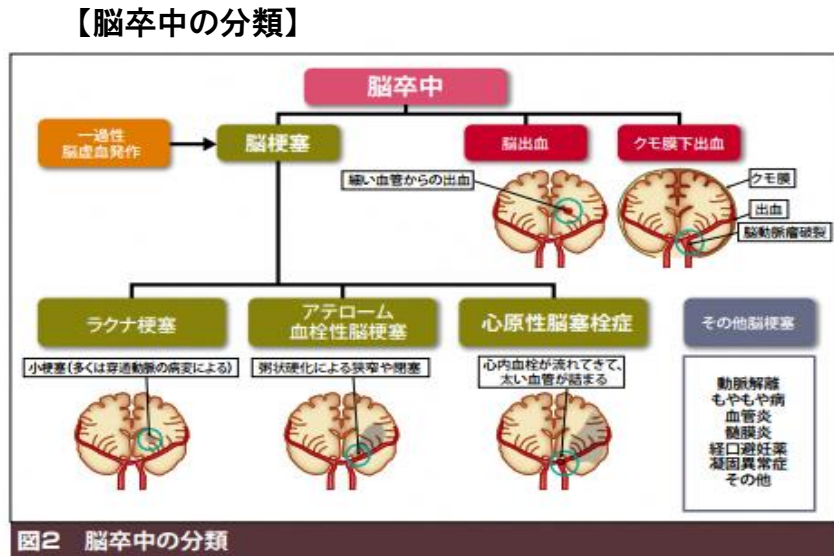 【脳卒中の分類】
脳卒中
一過性
脳虚血発作
脳梗塞
脳出血
クモ膜下出血
細い血管からの出血
クモ膜
出血
脳動脈瘤破裂
ラクナ梗塞
アテローム
血栓性脳梗塞
心原性脳塞栓症
その他脳梗塞
小梗塞(多くは穿通動脈の病変による)
粥状硬化による狭窄や閉塞
心内血栓が流れてきて、
太い血管が詰まる
動脈解離
もやもや病
血管炎
髄膜炎
経口避妊薬
凝固異常症
その他
図2 脳卒中の分類